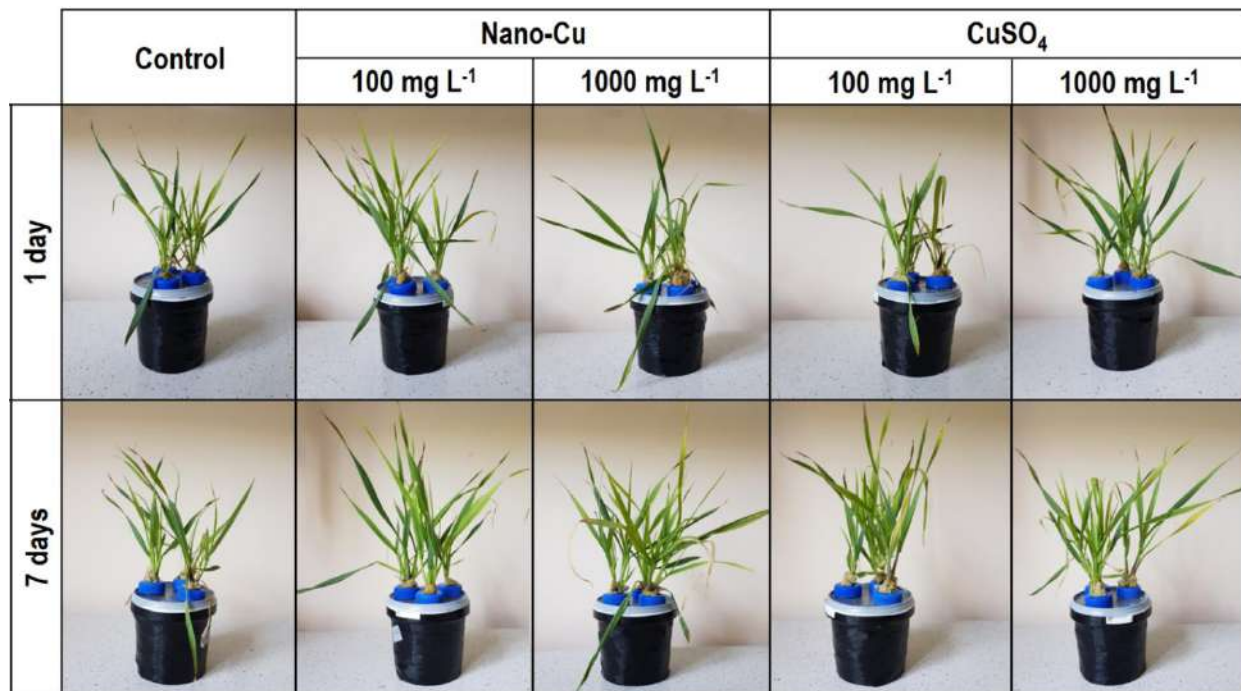 Control
Nano-Cu
CuSO₄
100 mg L⁻¹
1000 mg L⁻¹
100 mg L⁻¹
1000 mg L⁻¹
1 day
7 days